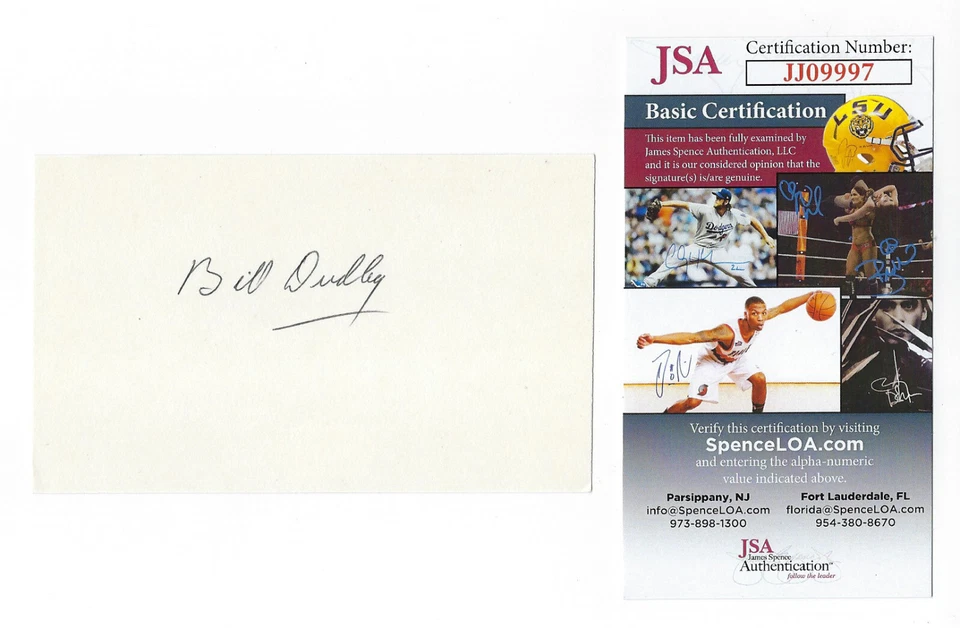 Bill Dudley
JSA
Certification Number:
JJ09997
Basic Certification
This item has been fully examined by
James Spence Authentication, LLC
and it is our considered opinion that the
signature(s) is/are genuine.
LSU
Dodgers
Verify this certification by visiting
SpenceLOA.com
and entering the alpha-numeric
value indicated above.
Parsippany, NJ
info@SpenceLOA.com
973-898-1300
Fort Lauderdale, FL
florida@SpenceLOA.com
954-380-8670
JSA
James Spence
Authentication
follow the leader